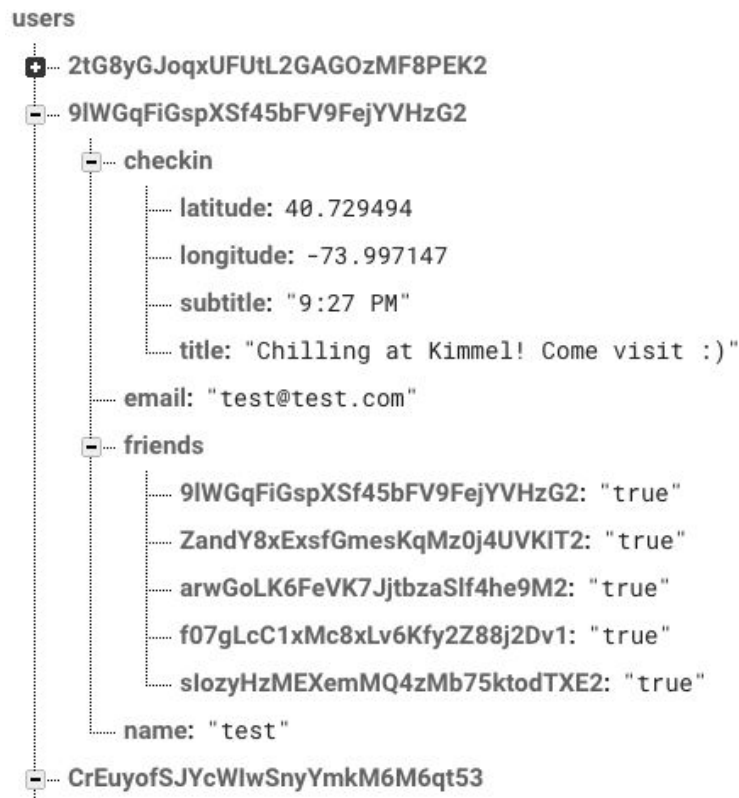 users
2tG8yGJoqxUFUtL2GAGOzMF8PEK2
9lWGqFiGspXSf45bFV9FejYVHzG2
checkin
latitude: 40.729494
longitude: -73.997147
subtitle: "9:27 PM"
title: "Chilling at Kimmel! Come visit :)"
email: "test@test.com"
friends
9lWGqFiGspXSf45bFV9FejYVHzG2: "true"
ZandY8xExsfGmesKqMz0j4UVKIT2: "true"
arwGoLK6FeVK7JjtbzaSlf4he9M2: "true"
f07gLcC1xMc8xLv6Kfy2Z88j2Dv1: "true"
slozyHzMEXemMQ4zMb75ktodTXE2: "true"
name: "test"
CrEuyofSJYcWIwSnyYmkM6M6qt53